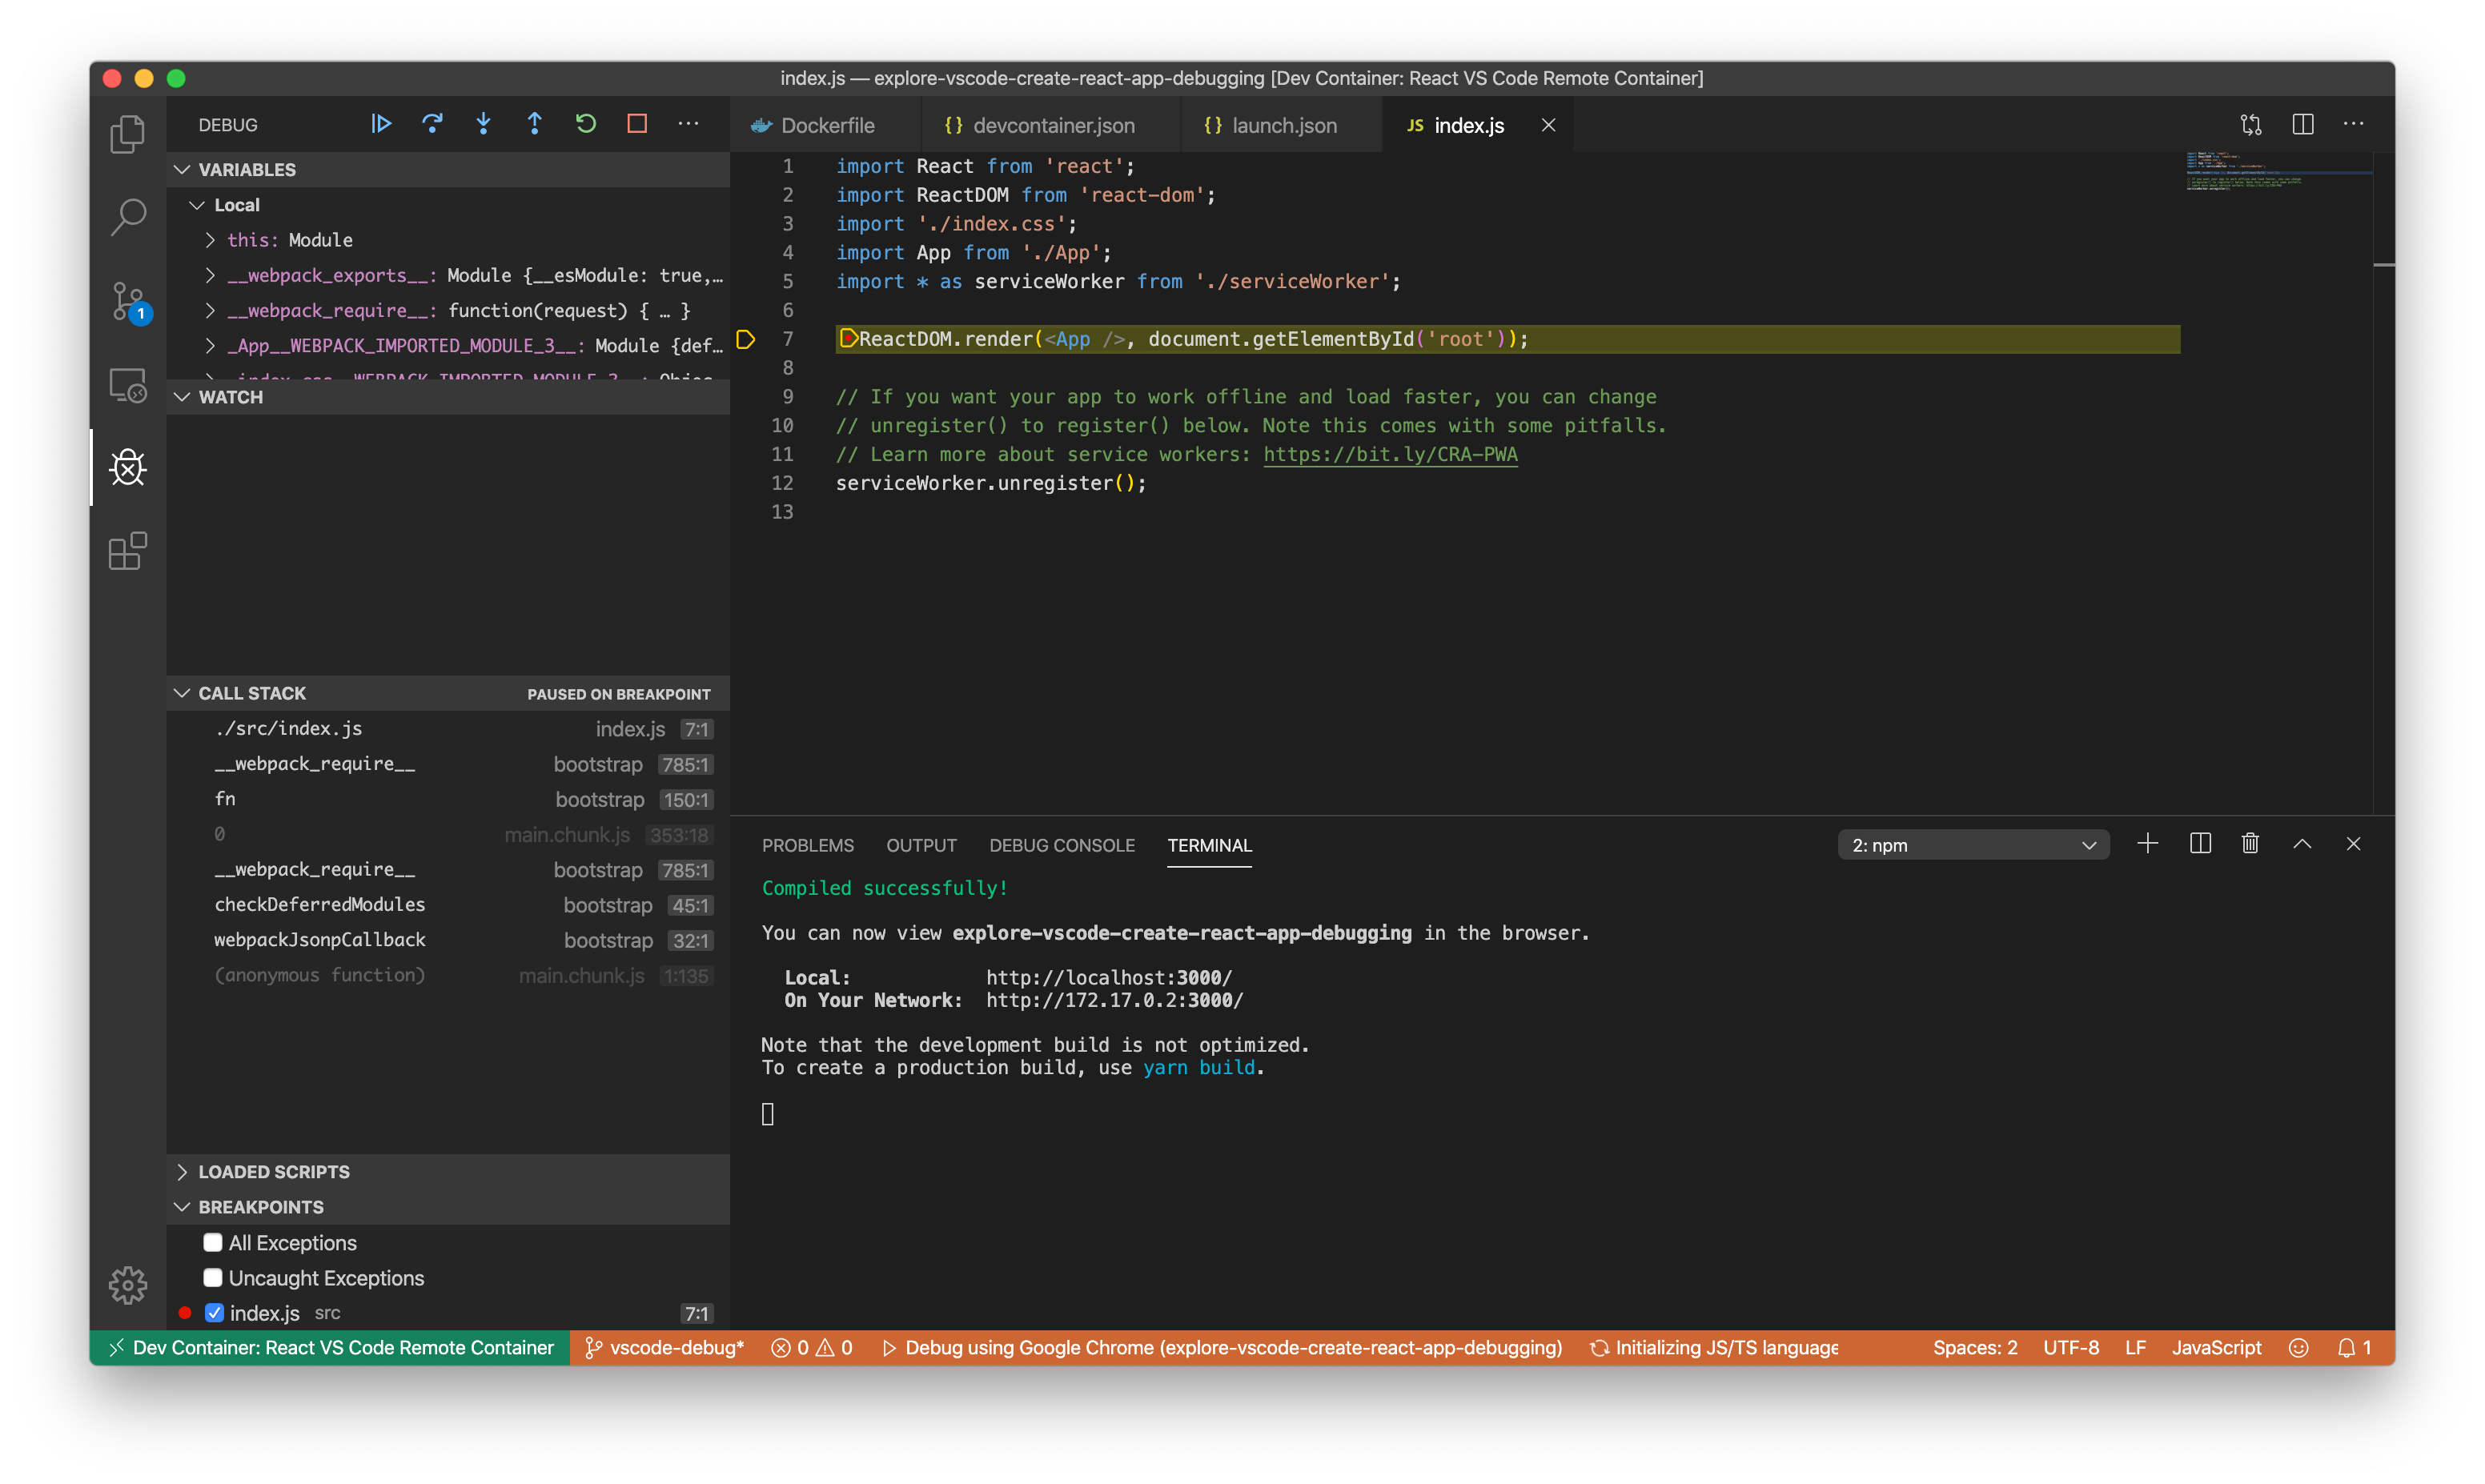 index.js — explore-vscode-create-react-app-debugging [Dev Container: React VS Code Remote Container]
DEBUG
Dockerfile
{} devcontainer.json
{} launch.json
JS index.js
VARIABLES
Local
this: Module
__webpack_exports__: Module {__esModule: true,…
__webpack_require__: function(request) { … }
_App__WEBPACK_IMPORTED_MODULE_3__: Module {def…
_index_css__WEBPACK_IMPORTED_MODULE_2__: Objec…
WATCH
CALL STACK PAUSED ON BREAKPOINT
./src/index.js index.js 7:1
__webpack_require__ bootstrap 785:1
fn bootstrap 150:1
0 main.chunk.js 353:18
__webpack_require__ bootstrap 785:1
checkDeferredModules bootstrap 45:1
webpackJsonpCallback bootstrap 32:1
(anonymous function) main.chunk.js 1:135
LOADED SCRIPTS
BREAKPOINTS
All Exceptions
Uncaught Exceptions
index.js src 7:1
1
1 import React from 'react';
2 import ReactDOM from 'react-dom';
3 import './index.css';
4 import App from './App';
5 import * as serviceWorker from './serviceWorker';
6
7 ReactDOM.render(<App />, document.getElementById('root'));
8
9 // If you want your app to work offline and load faster, you can change
10 // unregister() to register() below. Note this comes with some pitfalls.
11 // Learn more about service workers: https://bit.ly/CRA-PWA
12 serviceWorker.unregister();
13
PROBLEMS OUTPUT DEBUG CONSOLE TERMINAL
2: npm
Compiled successfully!
You can now view explore-vscode-create-react-app-debugging in the browser.
Local: http://localhost:3000/
On Your Network: http://172.17.0.2:3000/
Note that the development build is not optimized.
To create a production build, use yarn build.
Dev Container: React VS Code Remote Container
vscode-debug*
0 0
Debug using Google Chrome (explore-vscode-create-react-app-debugging)
Initializing JS/TS language
Spaces: 2
UTF-8
LF
JavaScript
1